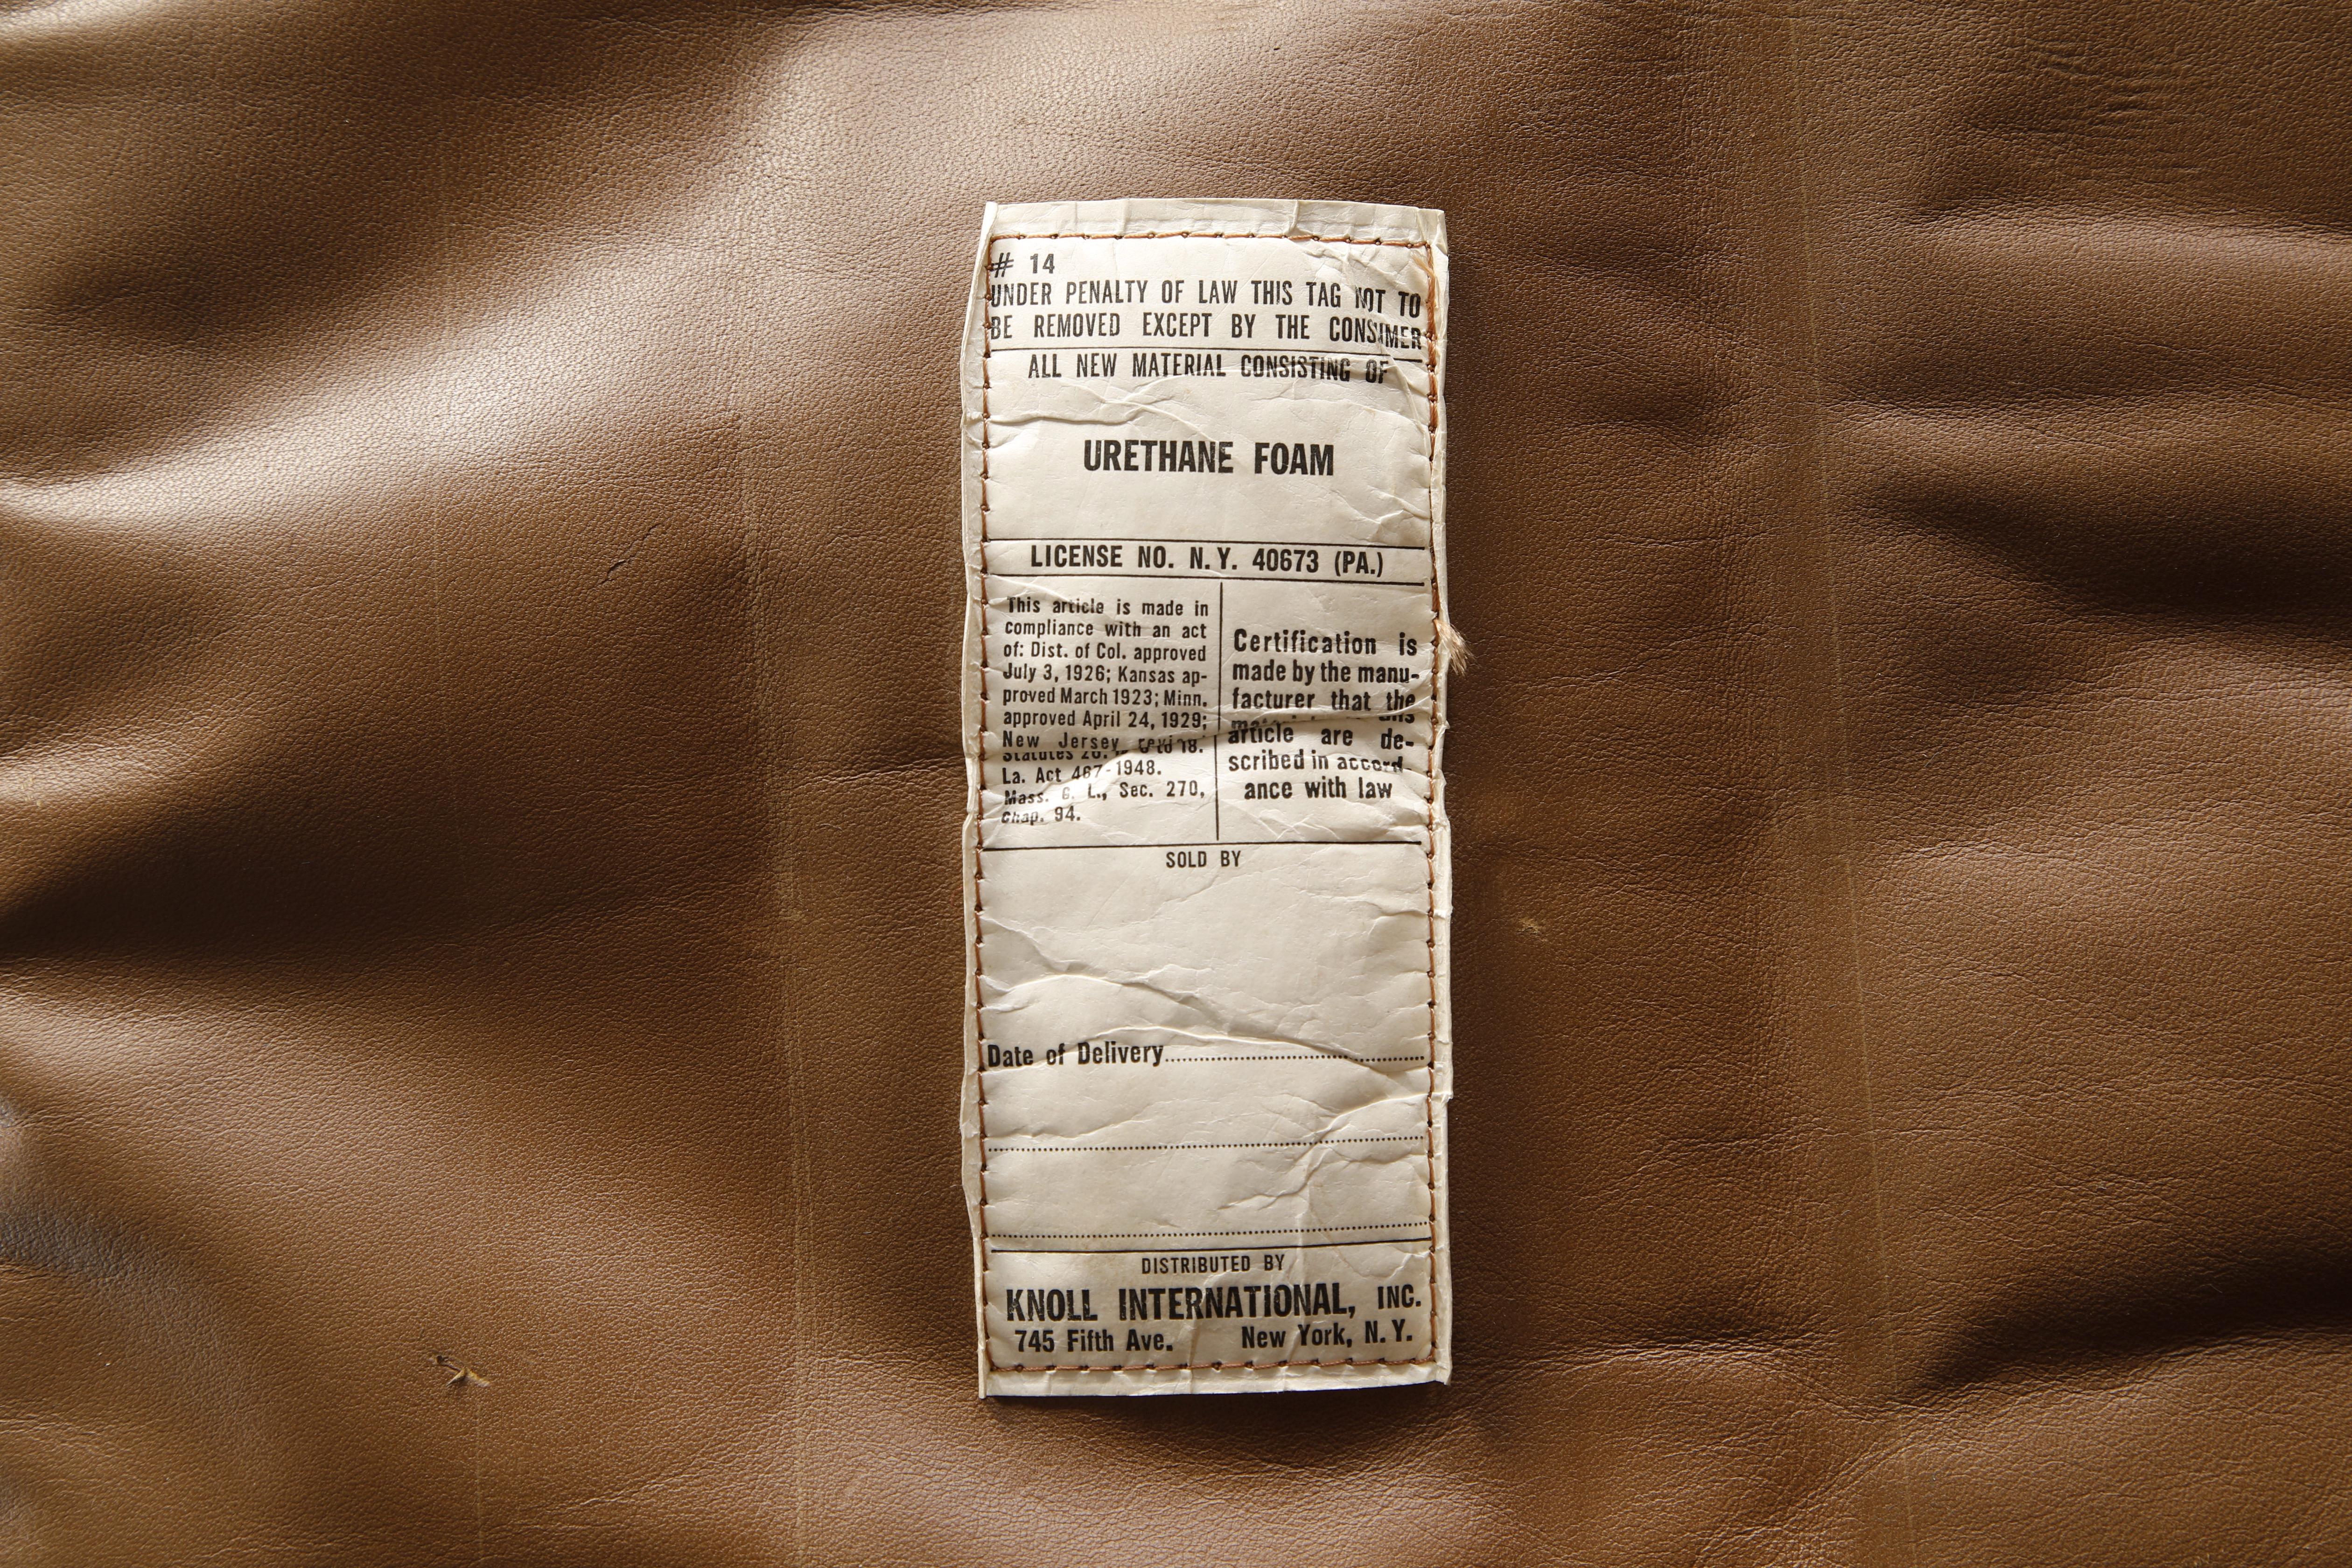 # 14
UNDER PENALTY OF LAW THIS TAG NOT TO
BE REMOVED EXCEPT BY THE CONSUMER
ALL NEW MATERIAL CONSISTING OF
URETHANE FOAM
LICENSE NO. N.Y. 40673 (PA.)
This article is made in
compliance with an act
of: Dist. of Col. approved
July 3, 1926; Kansas ap-
proved March 1923; Minn.
approved April 24, 1929;
New Jersey 18.
Statutes 26:
La. Act 467-1948.
Mass. G. L., Sec. 270,
Chap. 94.
Certification is
made by the manu-
facturer that the
article are de-
scribed in accord-
ance with law
SOLD BY
Date of Delivery
DISTRIBUTED BY
KNOLL INTERNATIONAL, INC.
745 Fifth Ave. New York, N.Y.